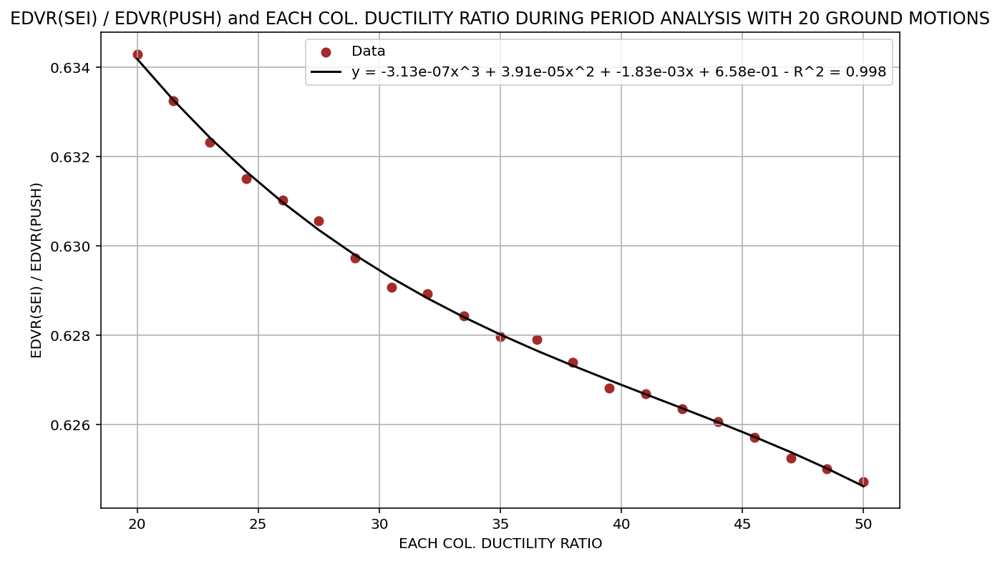 EDVR(SEI) / EDVR(PUSH) and EACH COL. DUCTILITY RATIO DURING PERIOD ANALYSIS WITH 20 GROUND MOTIONS
Data
y = -3.13e-07x^3 + 3.91e-05x^2 + -1.83e-03x + 6.58e-01 - R^2 = 0.998
EDVR(SEI) / EDVR(PUSH)
0.634
0.632
0.630
0.628
0.626
20 25 30 35 40 45 50
EACH COL. DUCTILITY RATIO